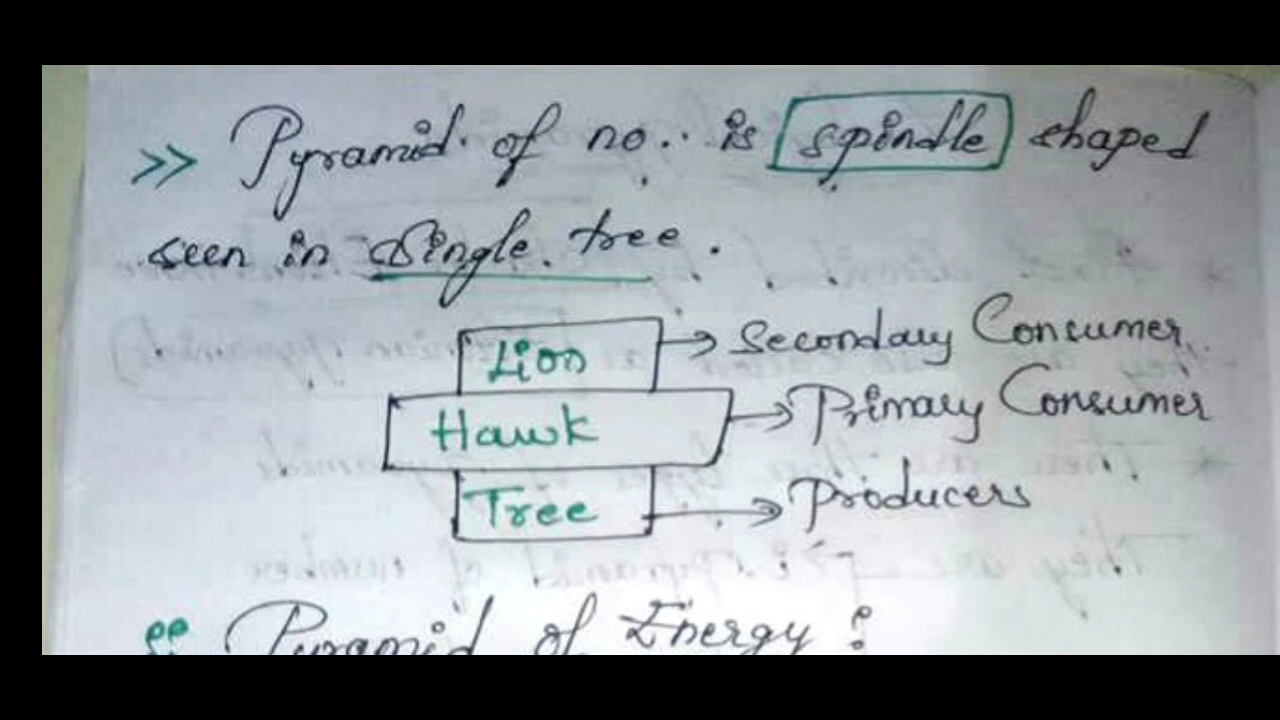 >> Pyramid of no. is spindle shaped
seen in single tree.
Lion → Secondary Consumer
Hawk → Primary Consumer
Tree → Producers
Pyramid of Energy :